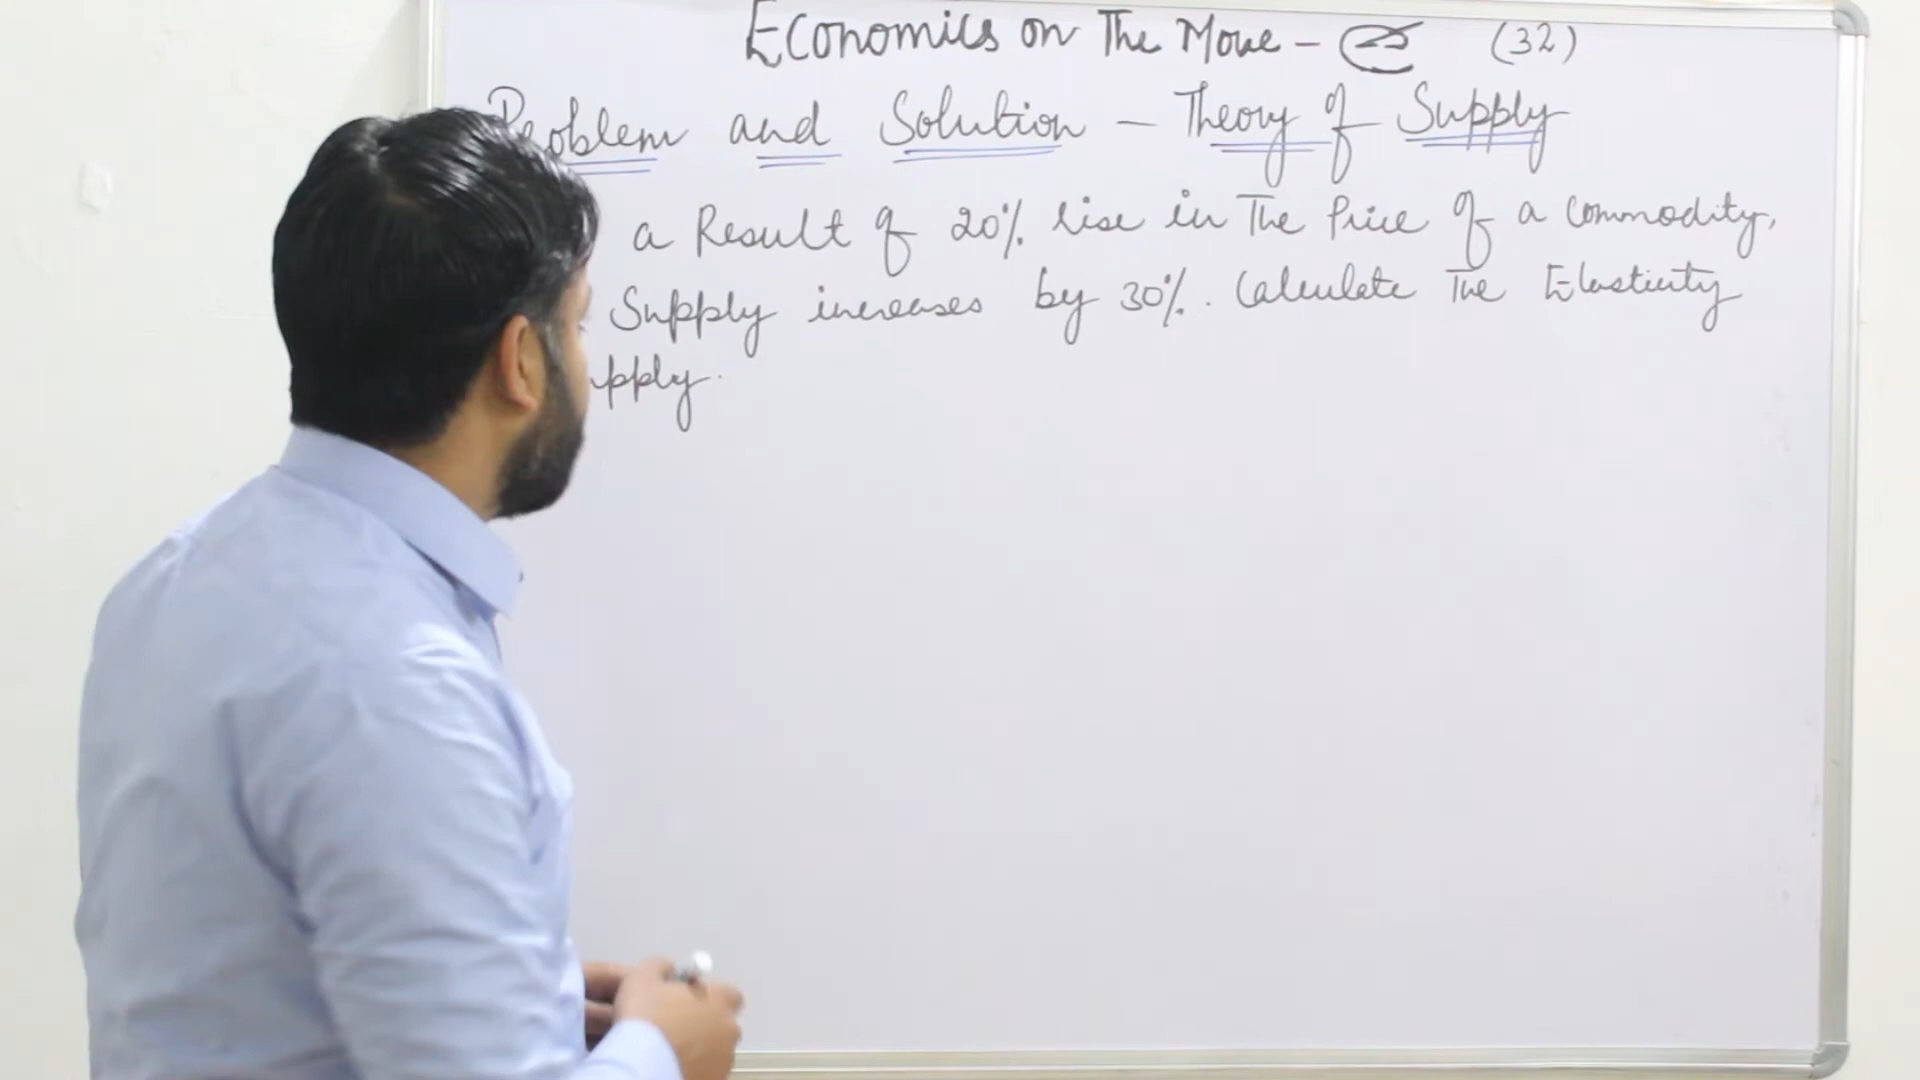 Economics on The Move - (32)
Problem and Solution - Theory of Supply
a Result of 20% rise in The Price of a commodity,
Supply increases by 30%. Calculate The Elasticity
pply.